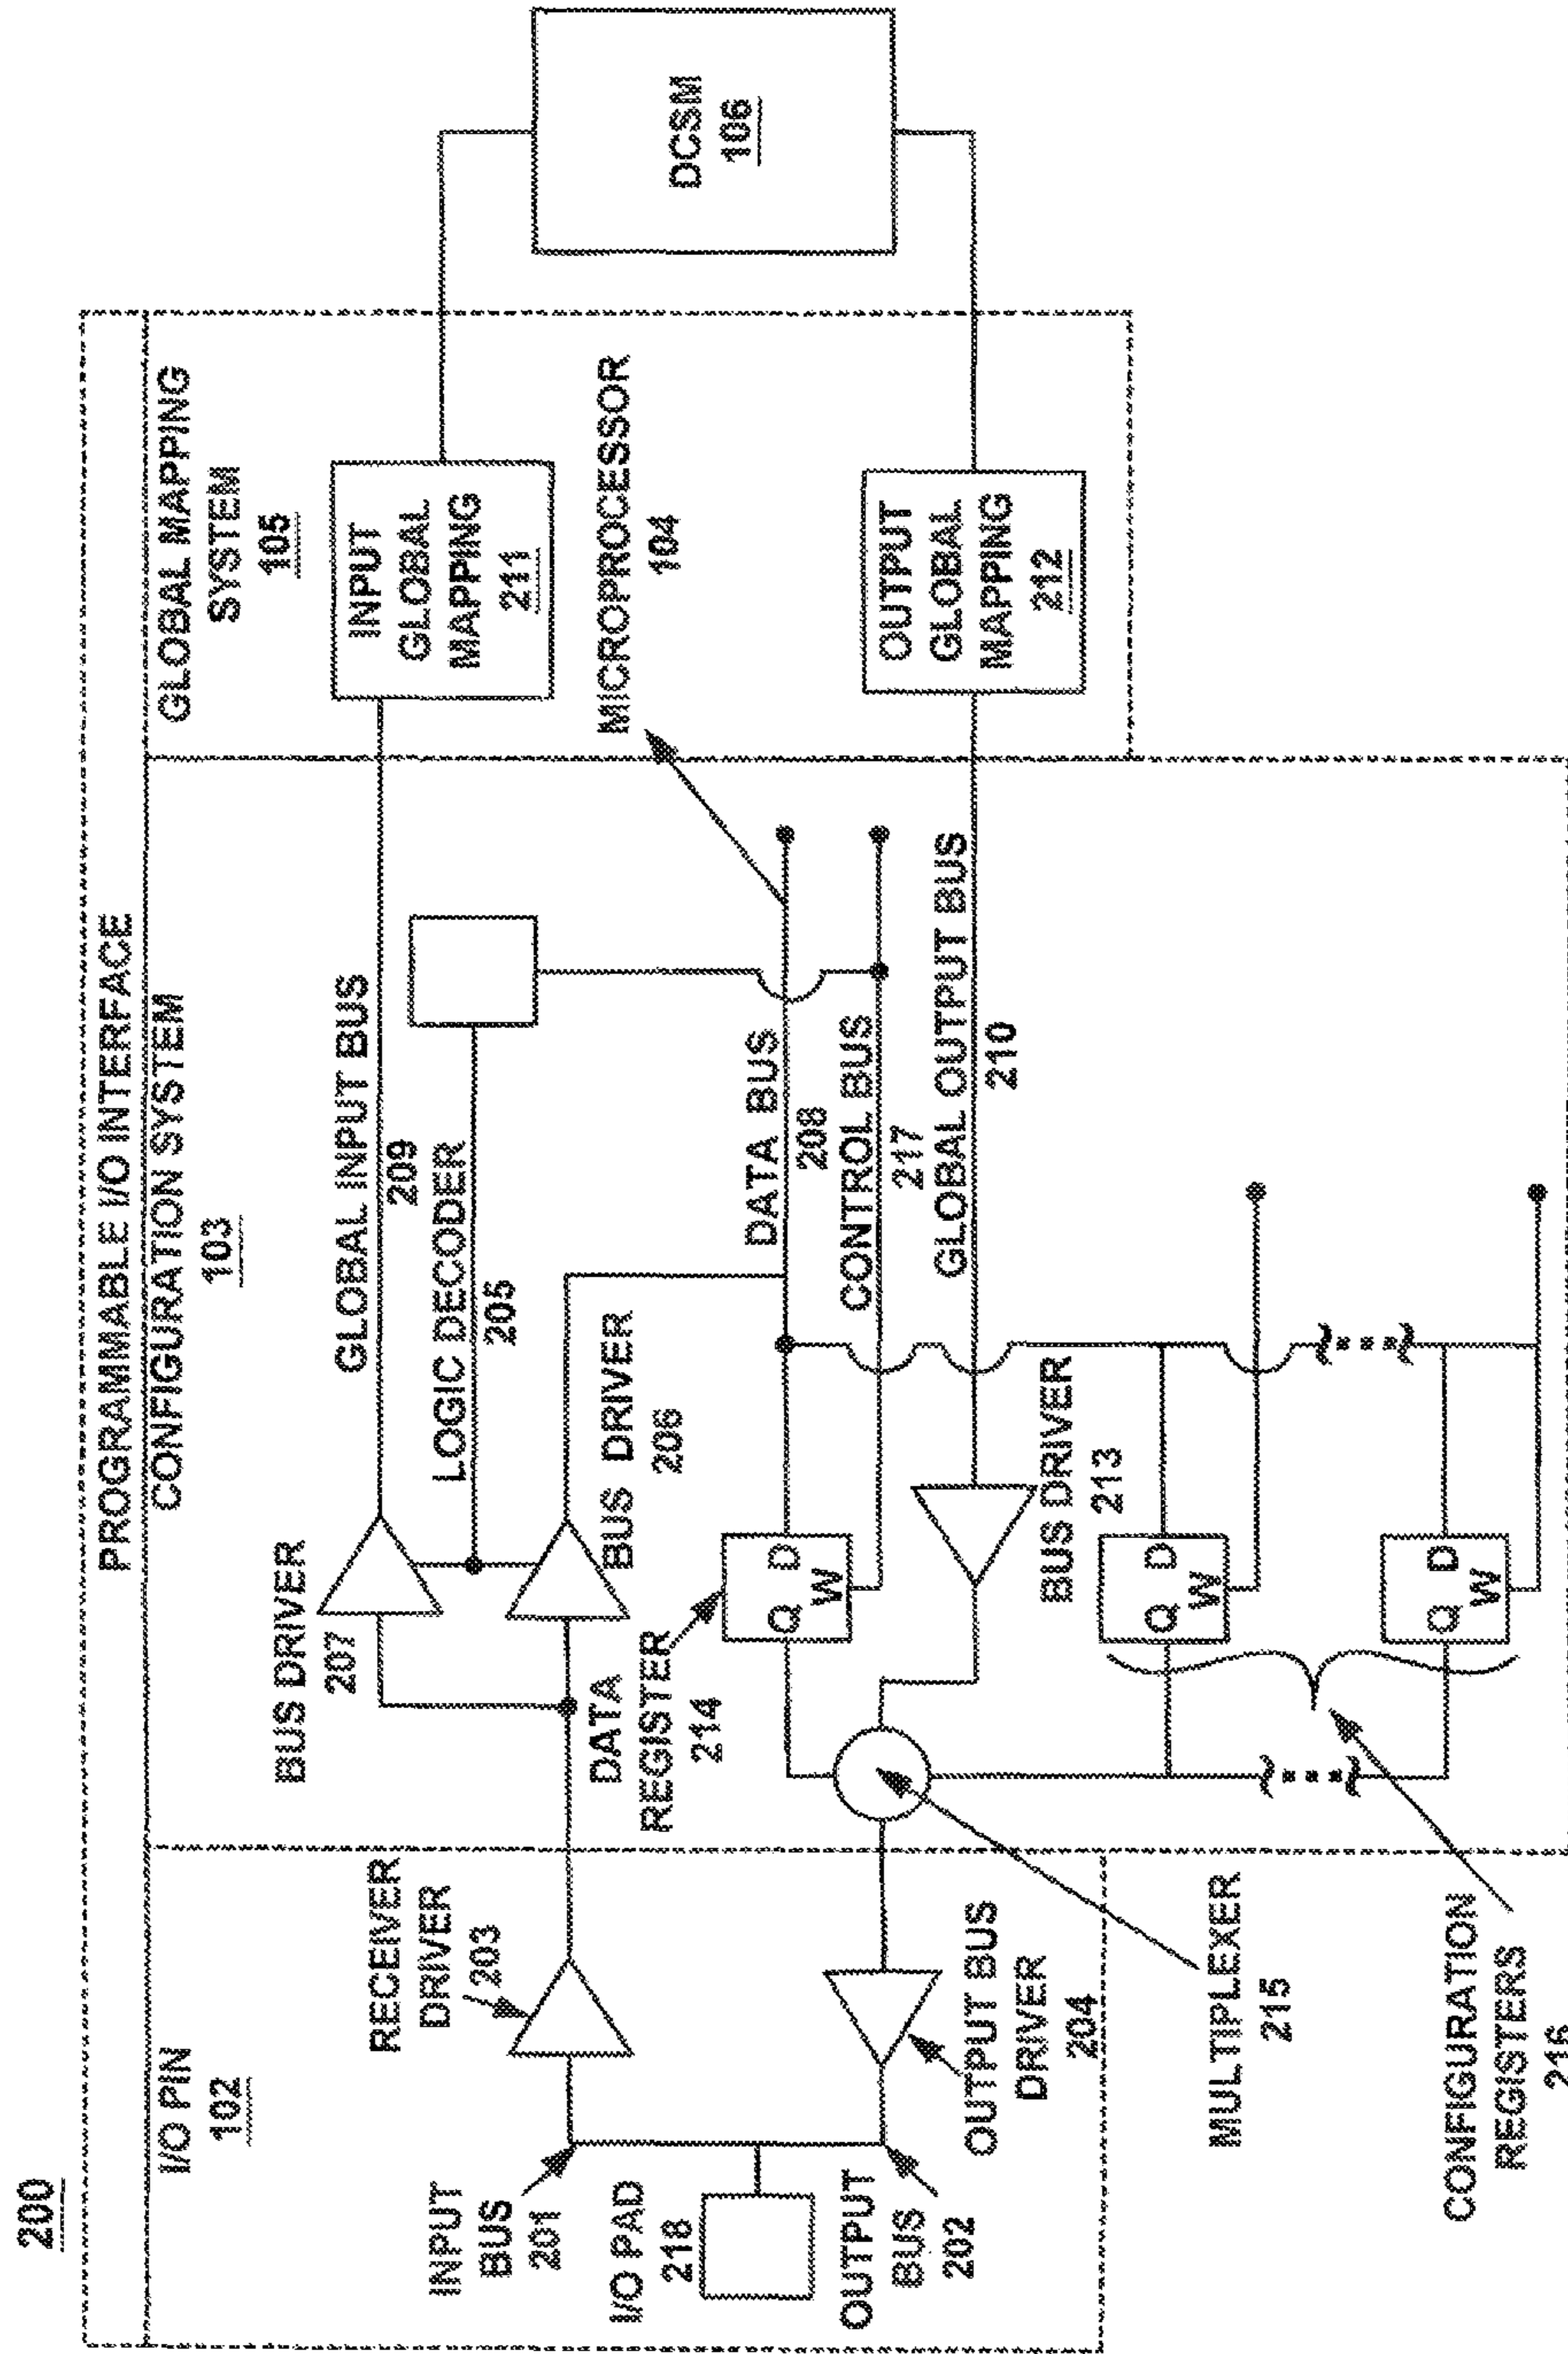 200
PROGRAMMABLE I/O INTERFACE
I/O PIN
102
CONFIGURATION SYSTEM
103
GLOBAL MAPPING
SYSTEM
105
INPUT
BUS
201
I/O PAD
218
OUTPUT
BUS
202
RECEIVER
DRIVER
203
OUTPUT BUS
DRIVER
204
BUS DRIVER
207
GLOBAL INPUT BUS
209
LOGIC DECODER
205
BUS DRIVER
206
DATA
REGISTER
214
Q D
W
DATA BUS
208
CONTROL BUS
217
GLOBAL OUTPUT BUS
210
BUS DRIVER
213
Q D
W
Q D
W
MULTIPLEXER
215
CONFIGURATION
REGISTERS
216
INPUT
GLOBAL
MAPPING
211
MICROPROCESSOR
104
OUTPUT
GLOBAL
MAPPING
212
DCSM
106